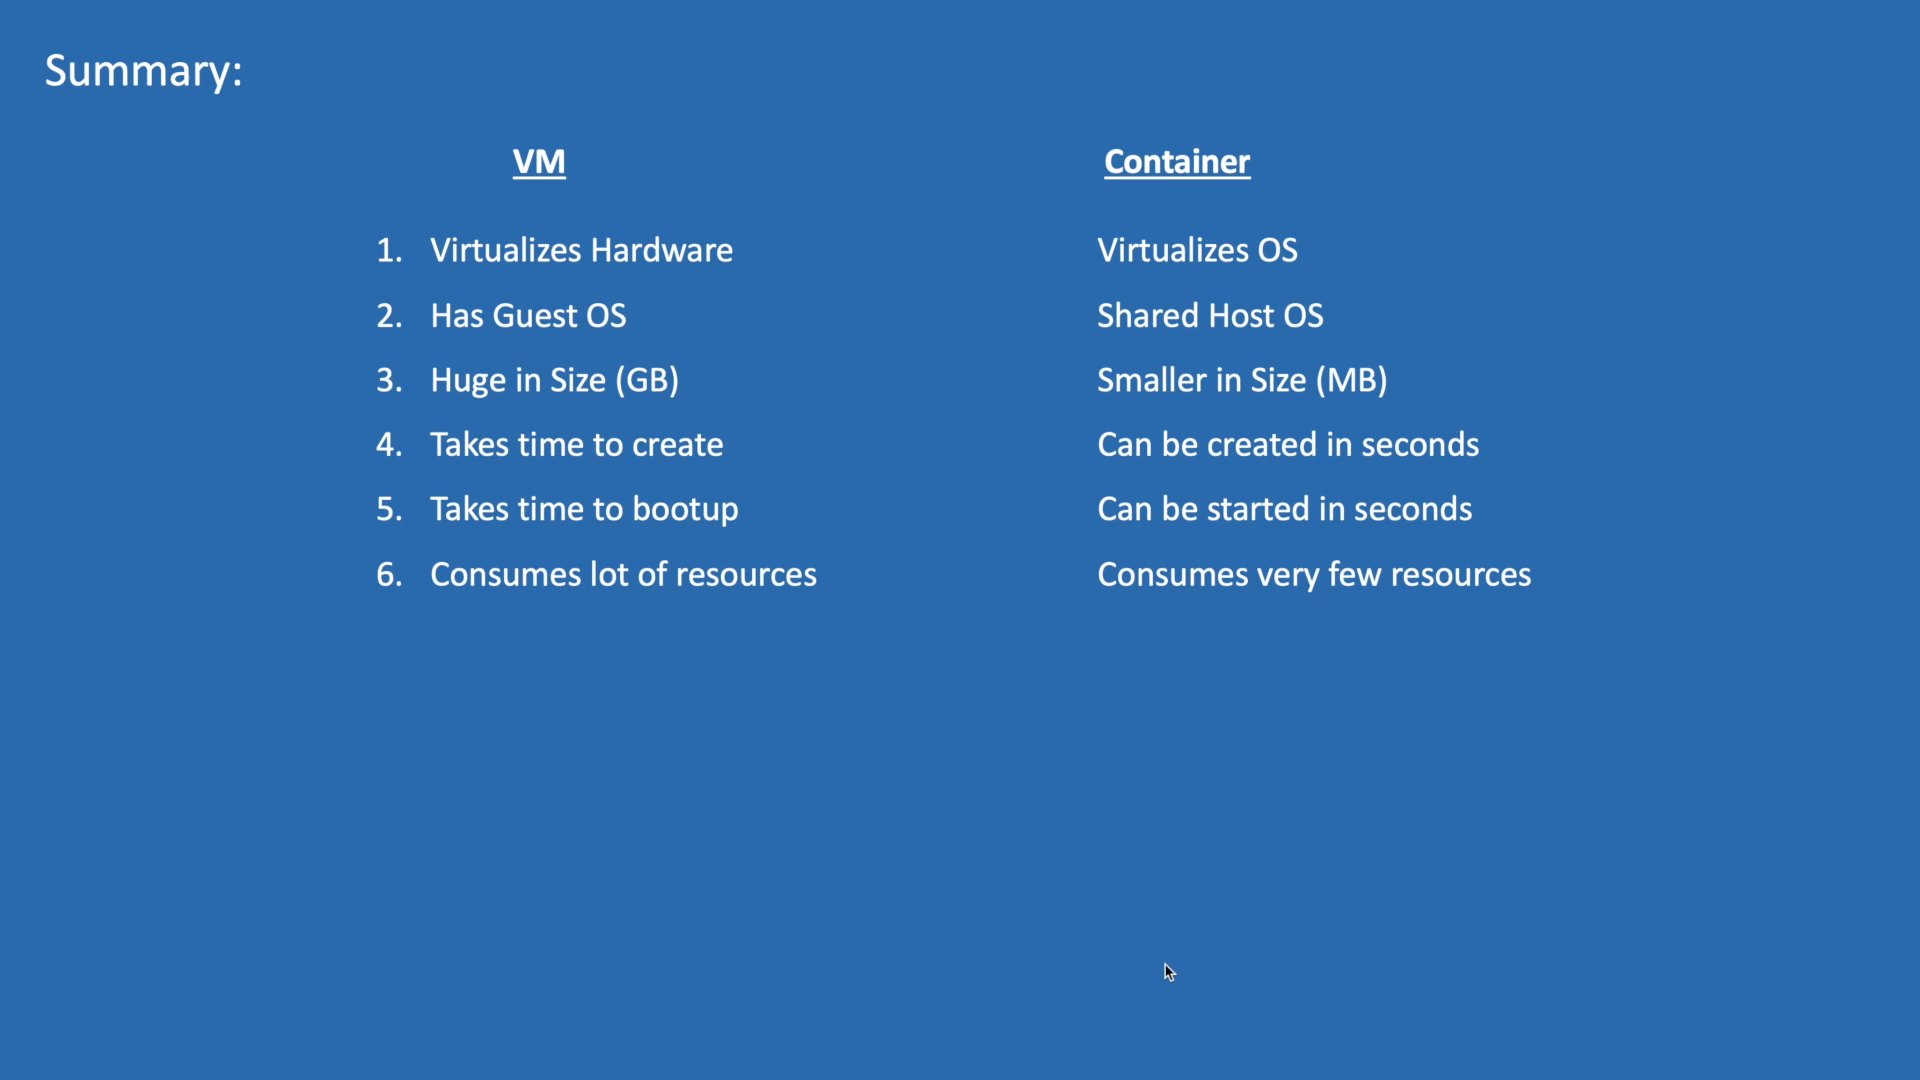 Summary:
VM Container
1. Virtualizes Hardware Virtualizes OS
2. Has Guest OS Shared Host OS
3. Huge in Size (GB) Smaller in Size (MB)
4. Takes time to create Can be created in seconds
5. Takes time to bootup Can be started in seconds
6. Consumes lot of resources Consumes very few resources